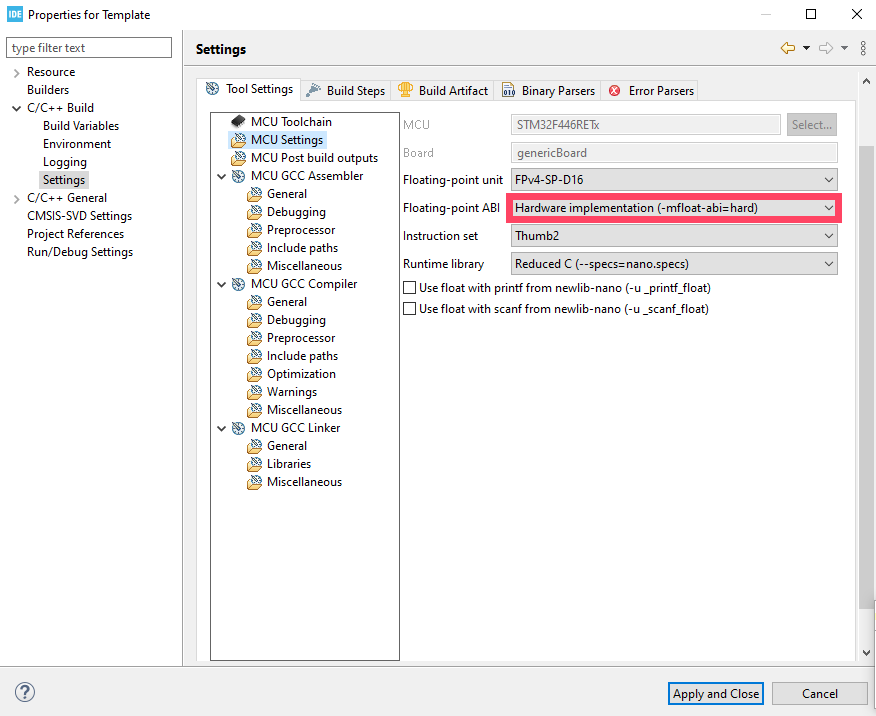 IDE Properties for Template
type filter text
Resource
Builders
C/C++ Build
Build Variables
Environment
Logging
Settings
C/C++ General
CMSIS-SVD Settings
Project References
Run/Debug Settings
Settings
Tool Settings
Build Steps
Build Artifact
Binary Parsers
Error Parsers
MCU Toolchain
MCU Settings
MCU Post build outputs
MCU GCC Assembler
General
Debugging
Preprocessor
Include paths
Miscellaneous
MCU GCC Compiler
General
Debugging
Preprocessor
Include paths
Optimization
Warnings
Miscellaneous
MCU GCC Linker
General
Libraries
Miscellaneous
MCU STM32F446RETx Select...
Board genericBoard
Floating-point unit FPv4-SP-D16
Floating-point ABI Hardware implementation (-mfloat-abi=hard)
Instruction set Thumb2
Runtime library Reduced C (--specs=nano.specs)
Use float with printf from newlib-nano (-u _printf_float)
Use float with scanf from newlib-nano (-u _scanf_float)
?
Apply and Close
Cancel